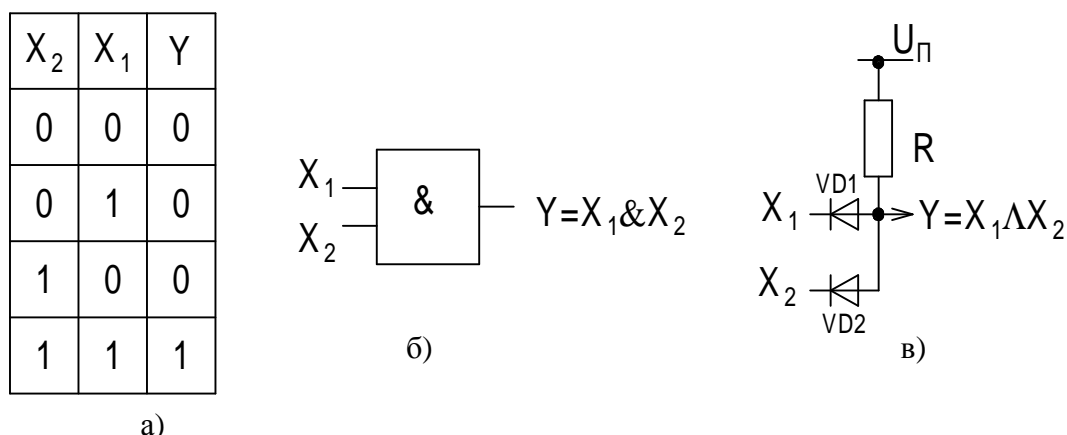 X₂ X₁ Y
0 0 0
0 1 0
1 0 0
1 1 1
а)
X₁
X₂
&
Y=X₁&X₂
б)
Uп
R
VD1
X₁
Y=X₁ΛX₂
X₂
VD2
в)